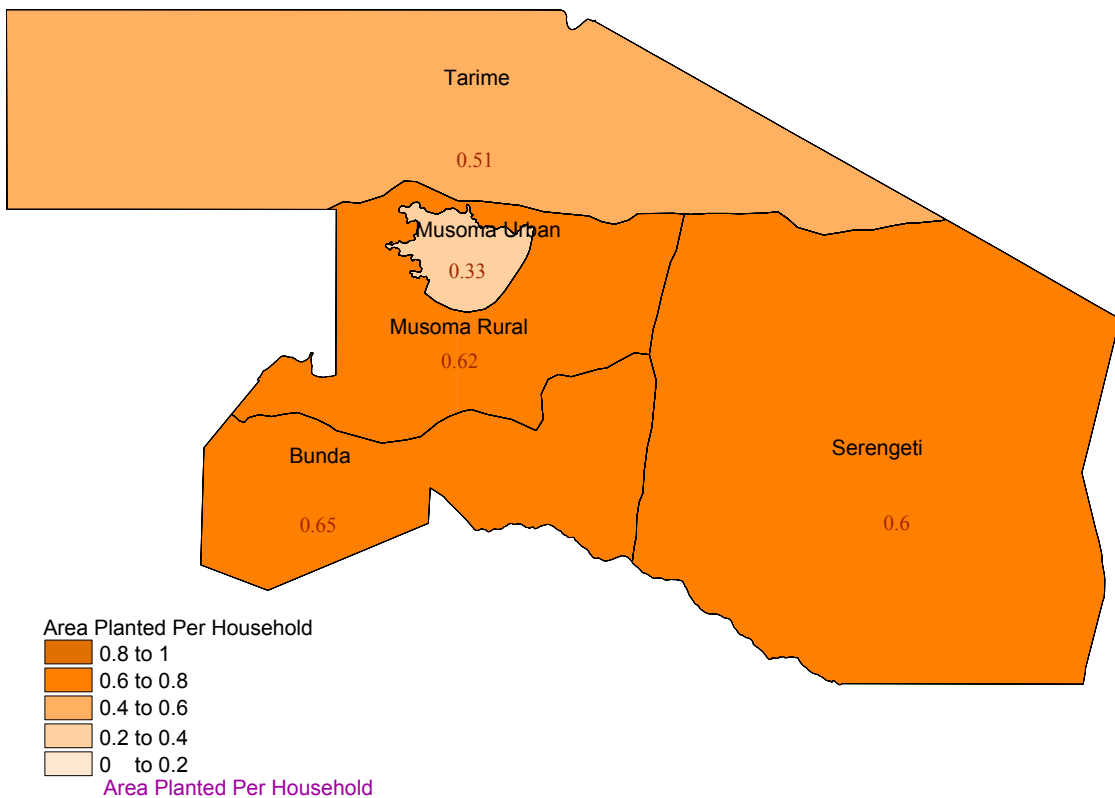 Tarime
0.51
Musoma Urban
0.33
Musoma Rural
0.62
Bunda
0.65
Serengeti
0.6
Area Planted Per Household
0.8 to 1
0.6 to 0.8
0.4 to 0.6
0.2 to 0.4
0 to 0.2
Area Planted Per Household